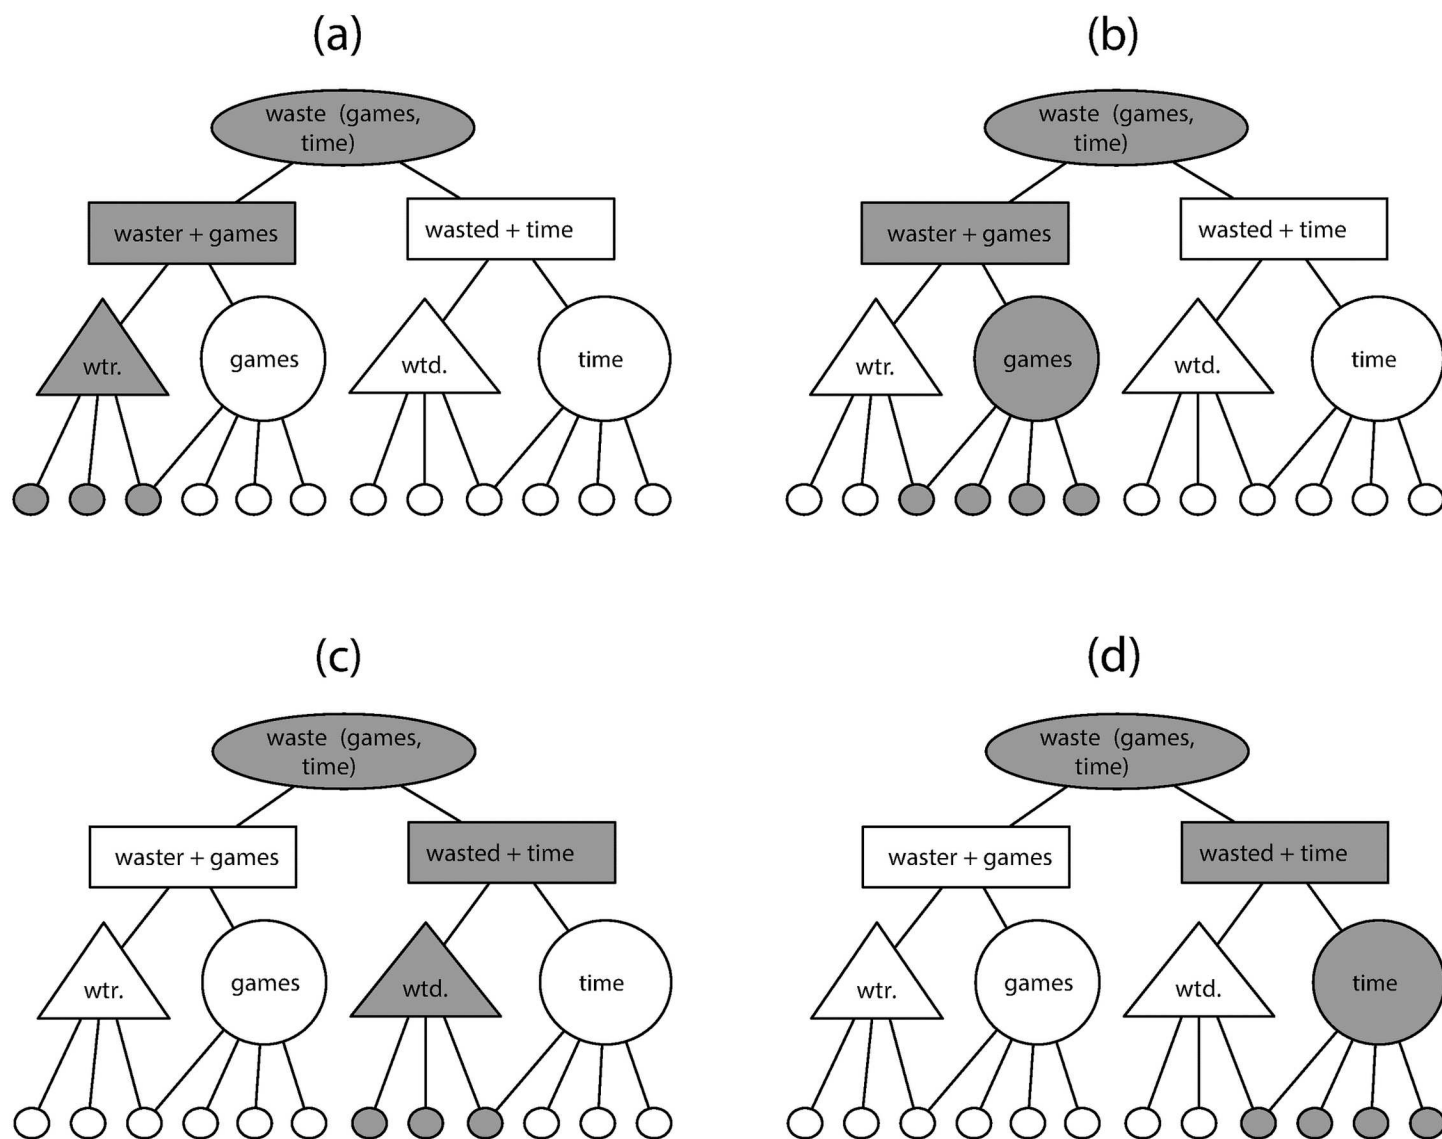 (a)
waste (games,
time)
waster + games
wasted + time
wtr.
games
wtd.
time
(b)
waste (games,
time)
waster + games
wasted + time
wtr.
games
wtd.
time
(c)
waste (games,
time)
waster + games
wasted + time
wtr.
games
wtd.
time
(d)
waste (games,
time)
waster + games
wasted + time
wtr.
games
wtd.
time